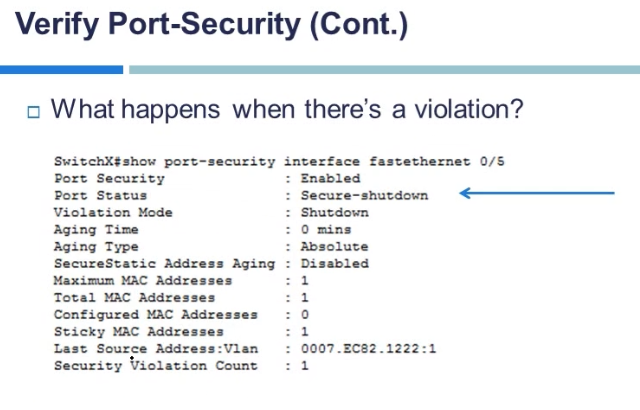 Verify Port-Security (Cont.)
What happens when there's a violation?
SwitchX#show port-security interface fastethernet 0/5
Port Security : Enabled
Port Status : Secure-shutdown
Violation Mode : Shutdown
Aging Time : 0 mins
Aging Type : Absolute
SecureStatic Address Aging : Disabled
Maximum MAC Addresses : 1
Total MAC Addresses : 1
Configured MAC Addresses : 0
Sticky MAC Addresses : 1
Last Source Address:Vlan : 0007.EC82.1222:1
Security Violation Count : 1